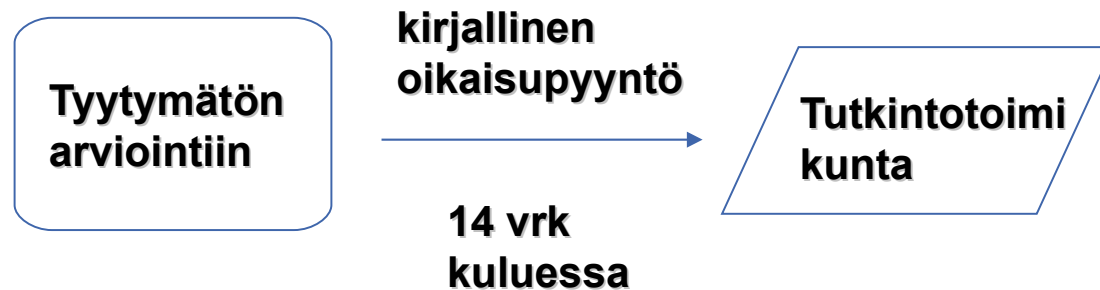 Tyytymätön
arviointiin
kirjallinen
oikaisupyyntö
14 vrk
kuluessa
Tutkintotoimi
kunta